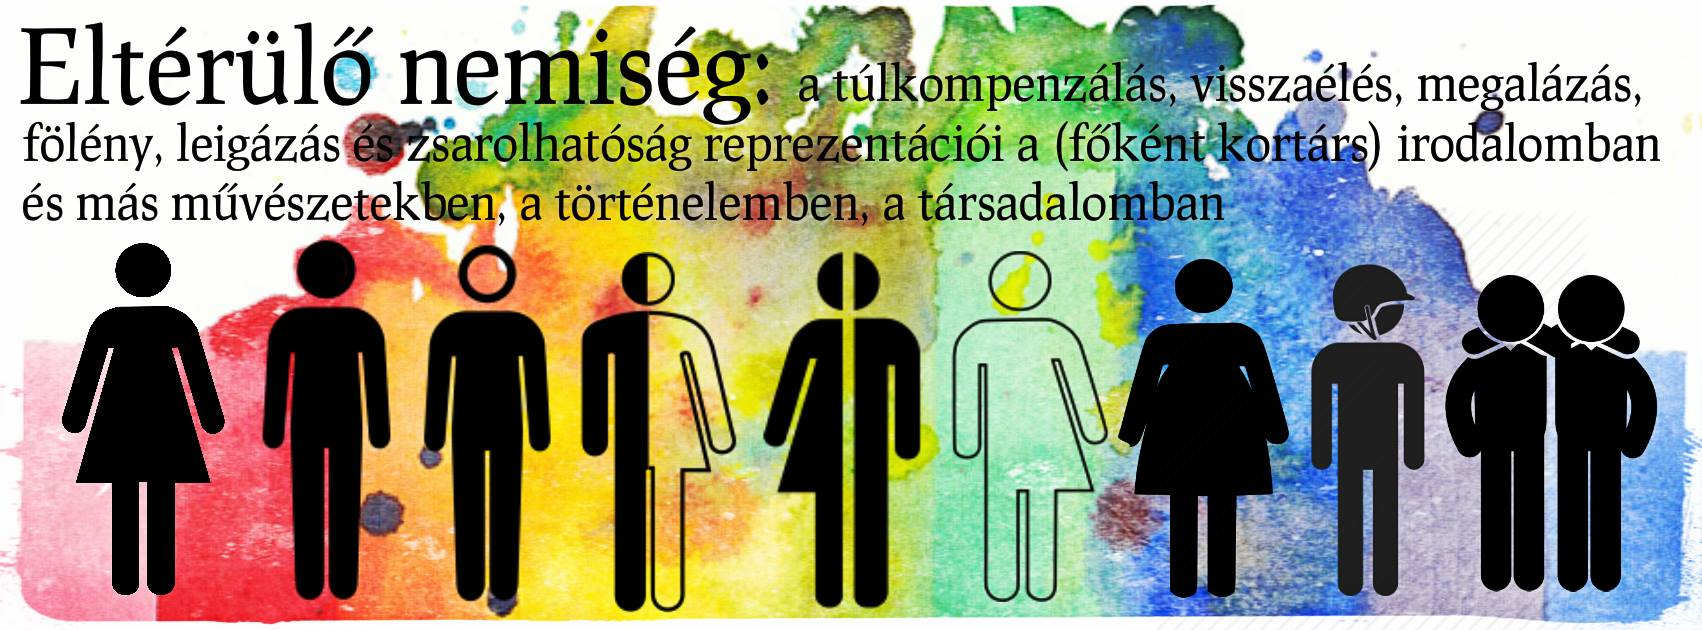 Eltérülő nemiség: a túlkompenzálás, visszaélés, megalázás,
fölény, leigázás és zsarolhatóság reprezentációi a (főként kortárs) irodalomban
és más művészetekben, a történelemben, a társadalomban